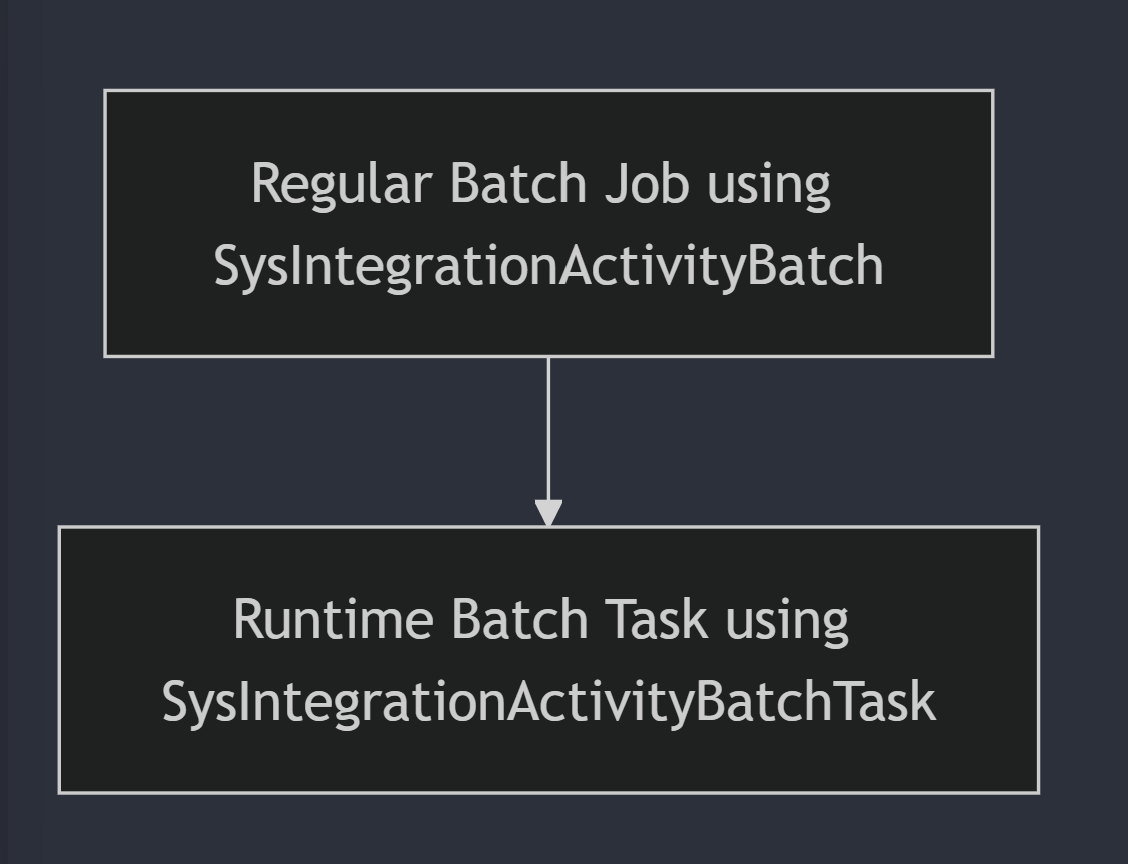 Regular Batch Job using
SysIntegrationActivityBatch
Runtime Batch Task using
SysIntegrationActivityBatchTask